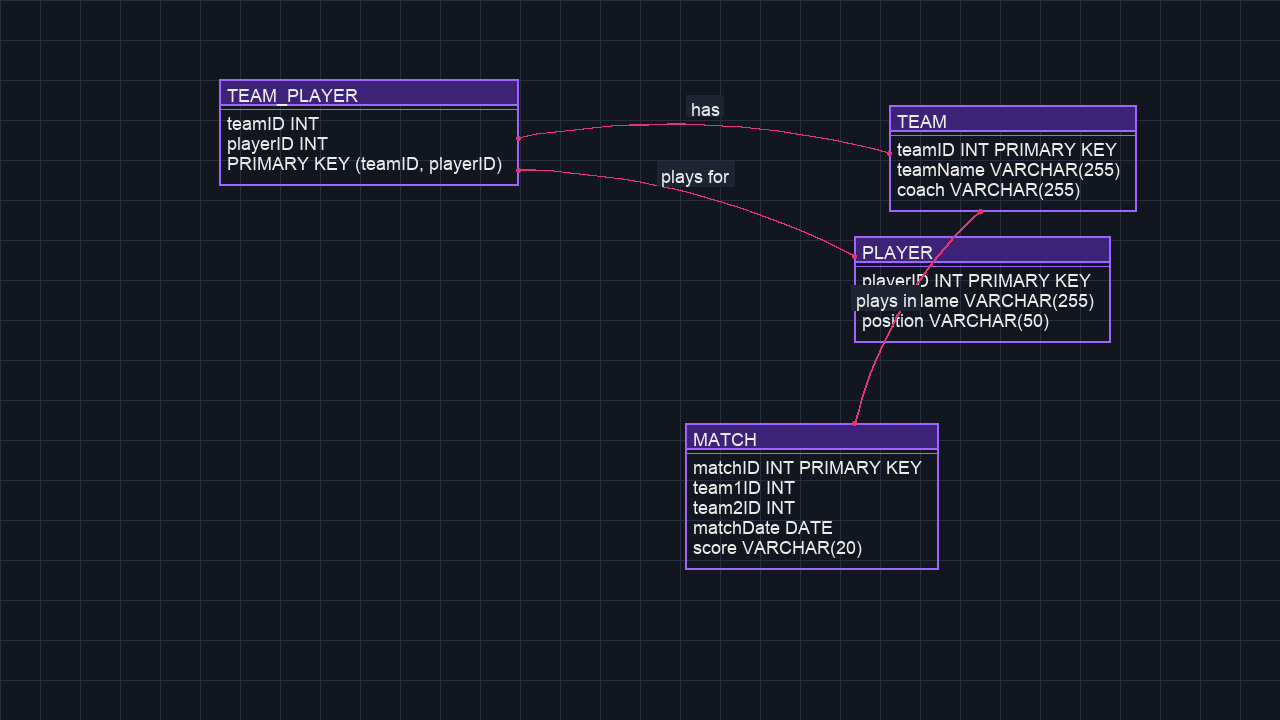 TEAM_PLAYER
teamID INT
playerID INT
PRIMARY KEY (teamID, playerID)
has
plays for
TEAM
teamID INT PRIMARY KEY
teamName VARCHAR(255)
coach VARCHAR(255)
PLAYER
playerID INT PRIMARY KEY
plays in
VARCHAR(255)
position VARCHAR(50)
MATCH
matchID INT PRIMARY KEY
team1ID INT
team2ID INT
matchDate DATE
score VARCHAR(20)